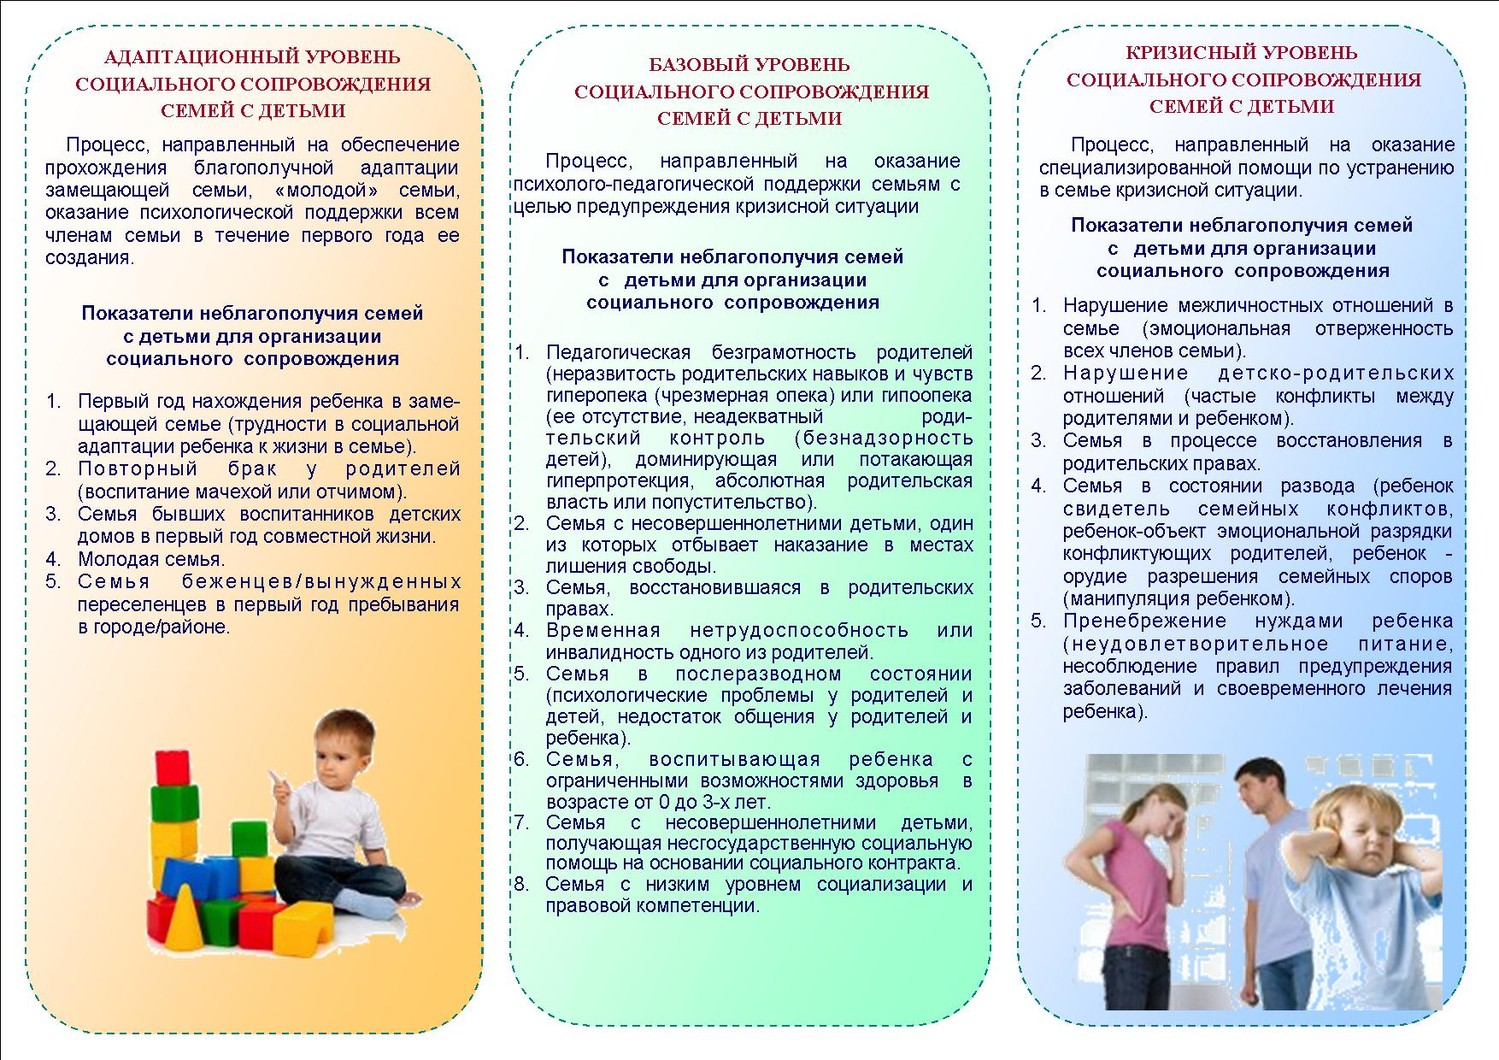 АДАПТАЦИОННЫЙ УРОВЕНЬ
СОЦИАЛЬНОГО СОПРОВОЖДЕНИЯ
СЕМЕЙ С ДЕТЬМИ
Процесс, направленный на обеспечение
прохождения благополучной адаптации
замещающей семьи, «молодой» семьи,
оказание психологической поддержки всем
членам семьи в течение первого года ее
создания.
Показатели неблагополучия семей
с детьми для организации
социального сопровождения
1. Первый год нахождения ребенка в заме-
щающей семье (трудности в социальной
адаптации ребенка к жизни в семье).
2. Повторный брак у родителей
(воспитание мачехой или отчимом).
3. Семья бывших воспитанников детских
домов в первый год совместной жизни.
4. Молодая семья.
5. Семья беженцев/вынужденных
переселенцев в первый год пребывания
в городе/районе.
БАЗОВЫЙ УРОВЕНЬ
СОЦИАЛЬНОГО СОПРОВОЖДЕНИЯ
СЕМЕЙ С ДЕТЬМИ
Процесс, направленный на оказание
психолого-педагогической поддержки семьям с
целью предупреждения кризисной ситуации
Показатели неблагополучия семей
с детьми для организации
социального сопровождения
1. Педагогическая безграмотность родителей
(неразвитость родительских навыков и чувств
гиперопека (чрезмерная опека) или гипоопека
(ее отсутствие, неадекватный роди-
тельский контроль (безнадзорность
детей), доминирующая или потакающая
гиперпротекция, абсолютная родительская
власть или попустительство).
2. Семья с несовершеннолетними детьми, один
из которых отбывает наказание в местах
лишения свободы.
3. Семья, восстановившаяся в родительских
правах.
4. Временная нетрудоспособность или
инвалидность одного из родителей.
5. Семья в послеразводном состоянии
(психологические проблемы у родителей и
детей, недостаток общения у родителей и
ребенка).
6. Семья, воспитывающая ребенка с
ограниченными возможностями здоровья в
возрасте от 0 до 3-х лет.
7. Семья с несовершеннолетними детьми,
получающая несгосударственную социальную
помощь на основании социального контракта.
8. Семья с низким уровнем социализации и
правовой компетенции.
КРИЗИСНЫЙ УРОВЕНЬ
СОЦИАЛЬНОГО СОПРОВОЖДЕНИЯ
СЕМЕЙ С ДЕТЬМИ
Процесс, направленный на оказание
специализированной помощи по устранению
в семье кризисной ситуации.
Показатели неблагополучия семей
с детьми для организации
социального сопровождения
1. Нарушение межличностных отношений в
семье (эмоциональная отверженность
всех членов семьи).
2. Нарушение детско-родительских
отношений (частые конфликты между
родителями и ребенком).
3. Семья в процессе восстановления в
родительских правах.
4. Семья в состоянии развода (ребенок
свидетель семейных конфликтов,
ребенок-объект эмоциональной разрядки
конфликтующих родителей, ребенок -
орудие разрешения семейных споров
(манипуляция ребенком).
5. Пренебрежение нуждами ребенка
(неудовлетворительное питание,
несоблюдение правил предупреждения
заболеваний и своевременного лечения
ребенка).